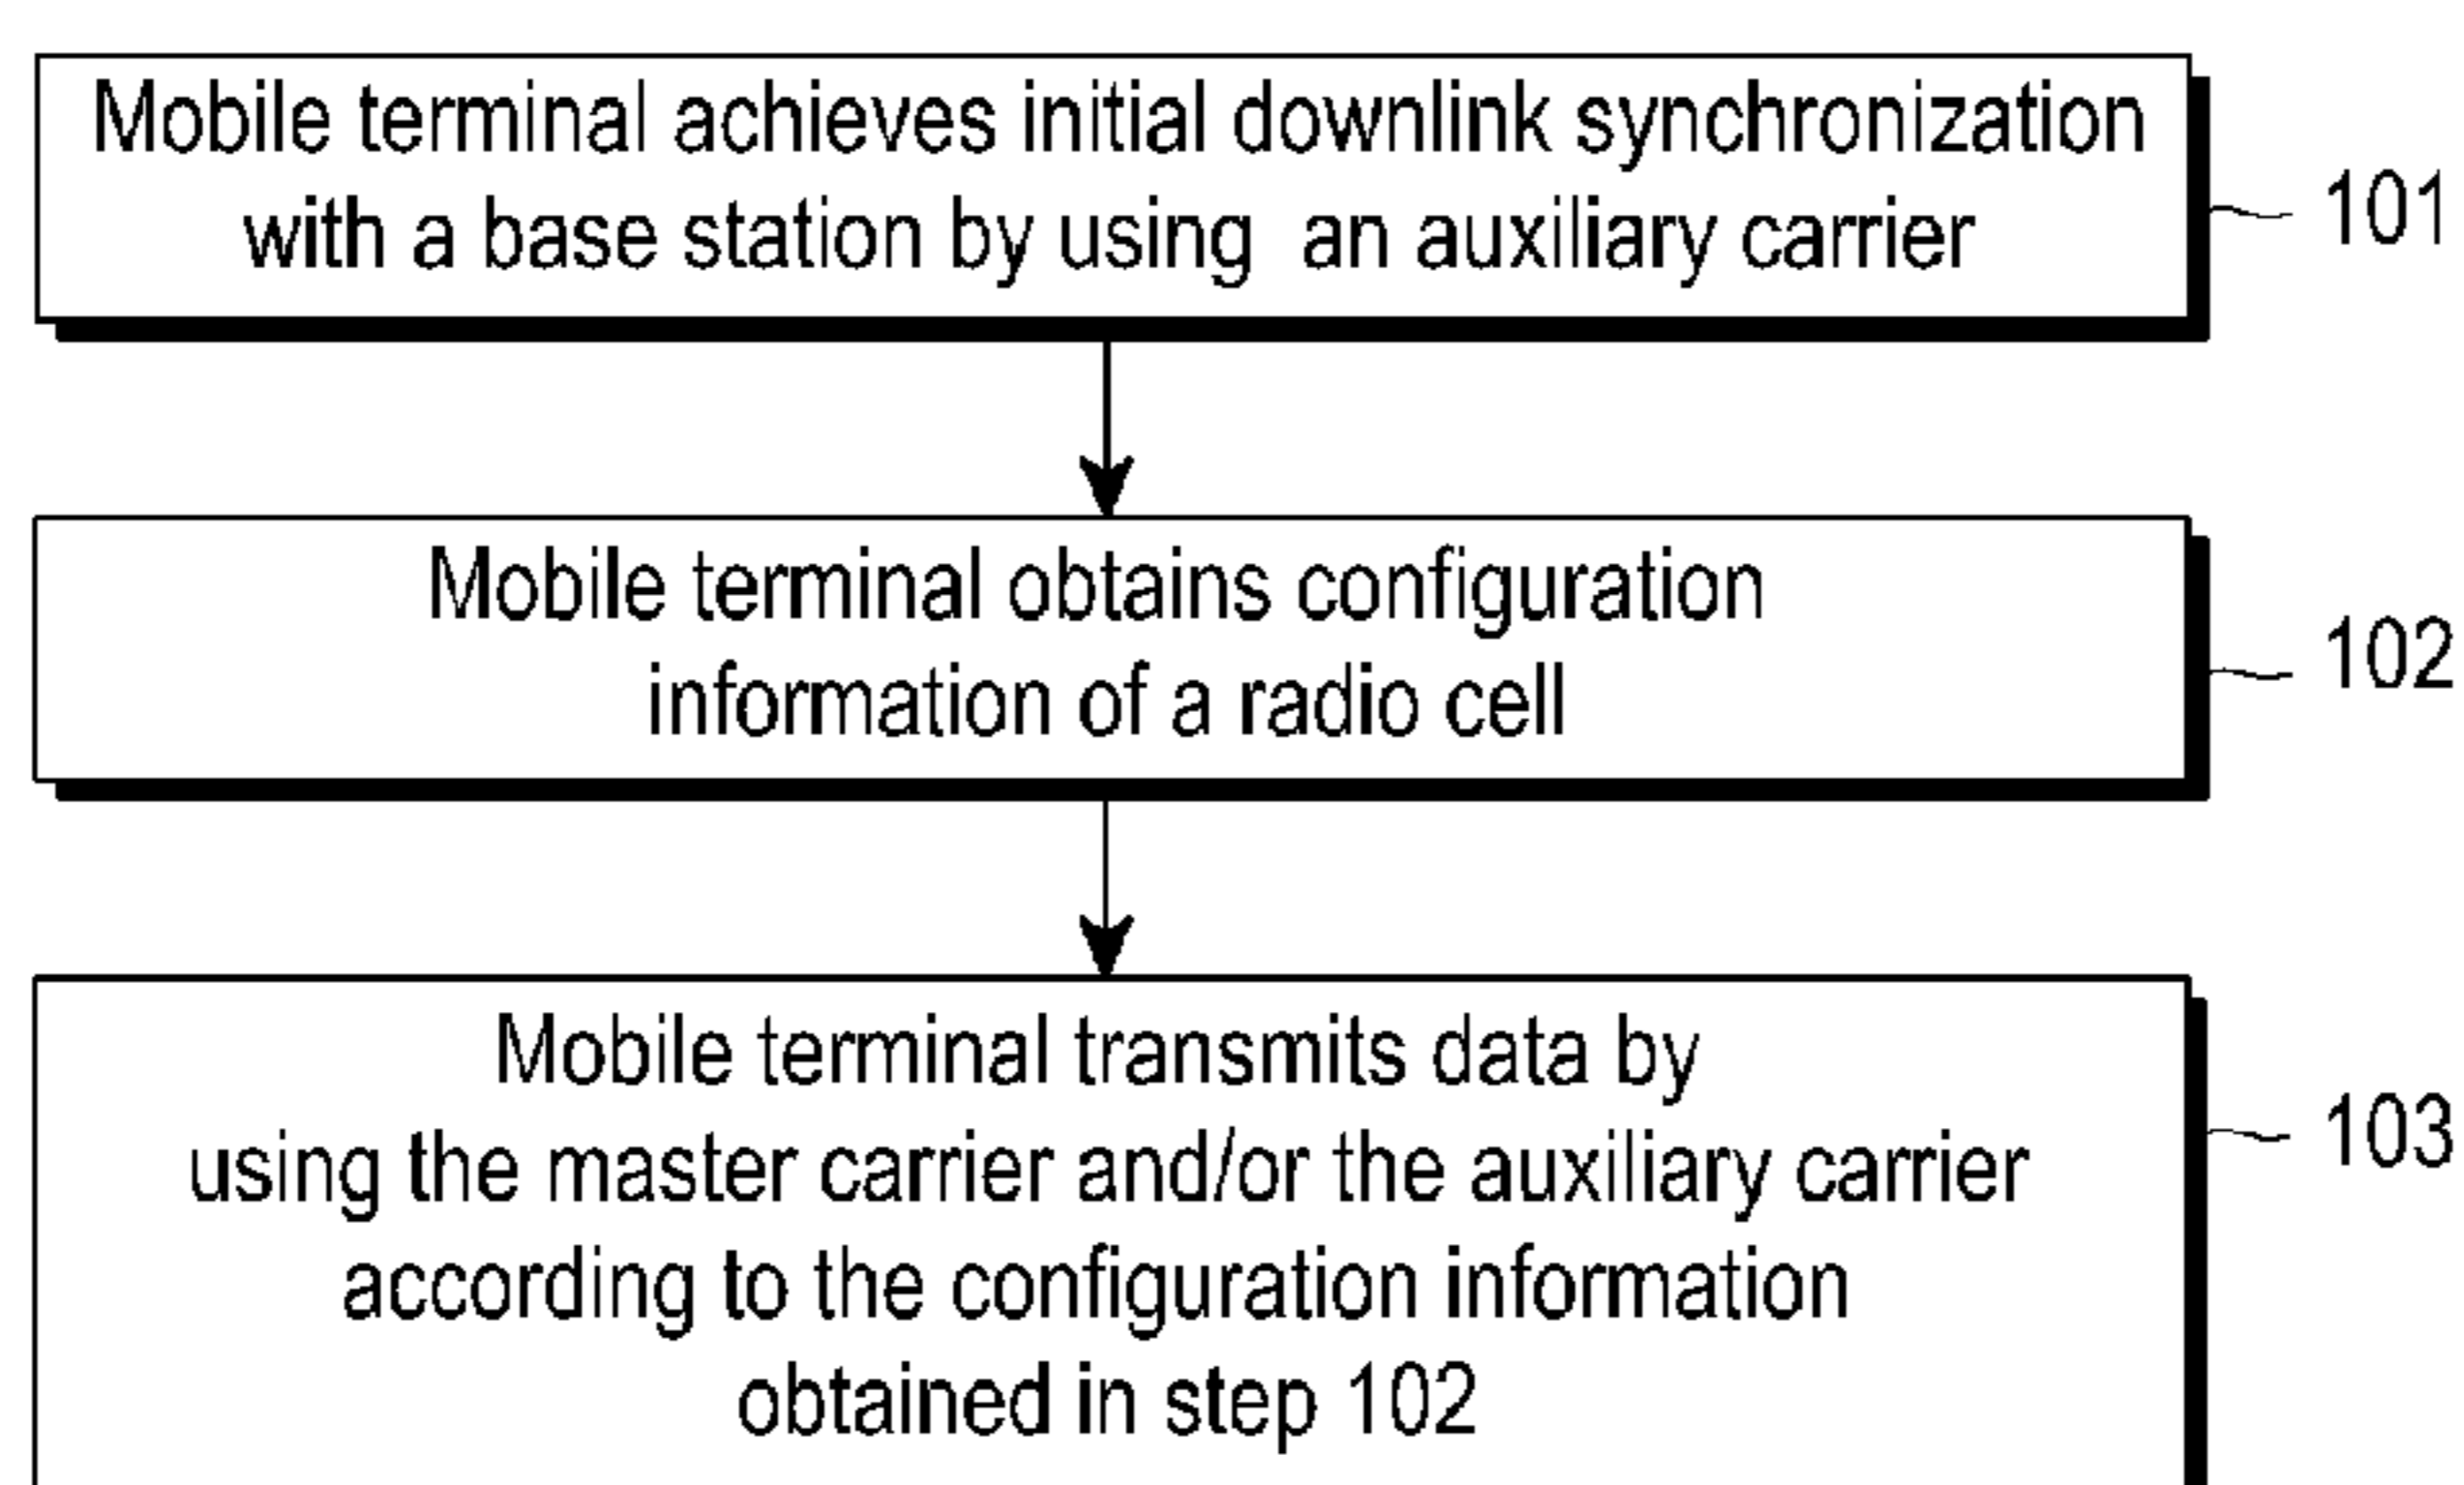 Mobile terminal achieves initial downlink synchronization
with a base station by using an auxiliary carrier
101
Mobile terminal obtains configuration
information of a radio cell
102
Mobile terminal transmits data by
using the master carrier and/or the auxiliary carrier
according to the configuration information
obtained in step 102
103